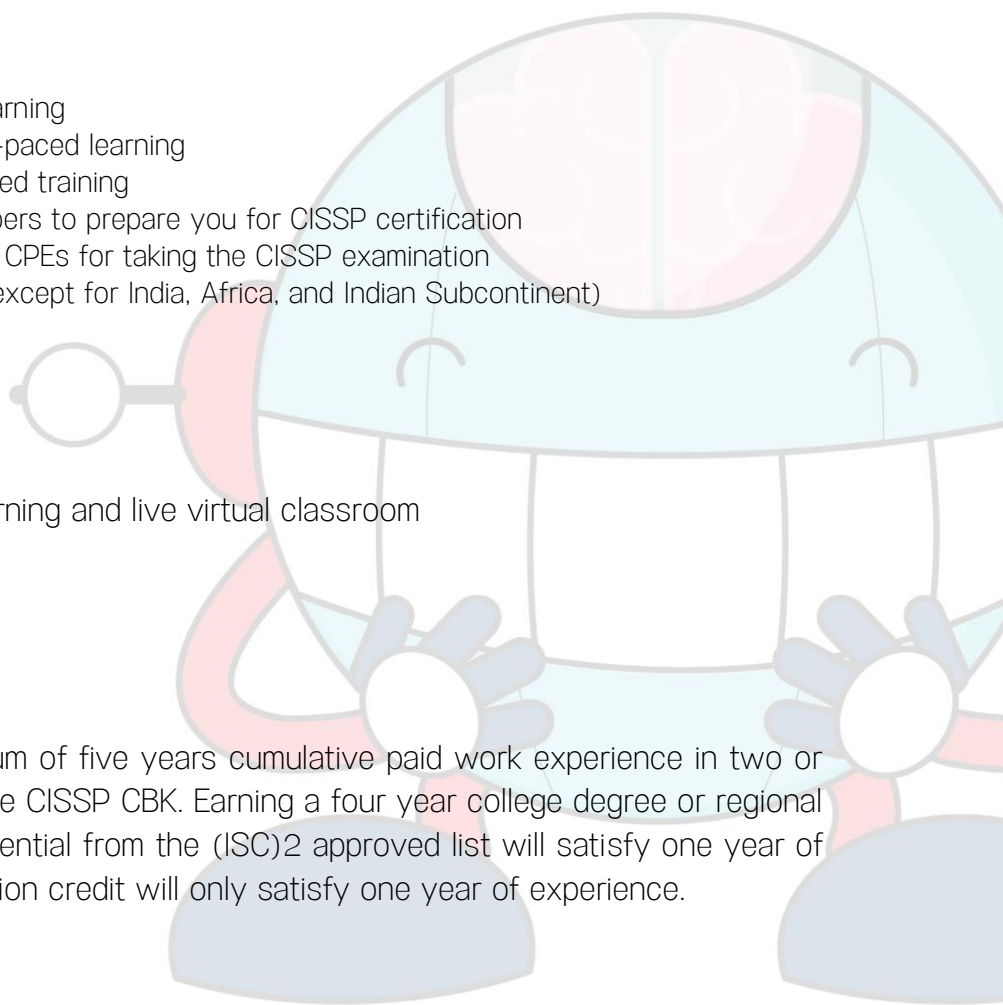 arning
-paced learning
ed training
pers to prepare you for CISSP certification
CPEs for taking the CISSP examination
except for India, Africa, and Indian Subcontinent)
rning and live virtual classroom
um of five years cumulative paid work experience in two or
e CISSP CBK. Earning a four year college degree or regional
ential from the (ISC)2 approved list will satisfy one year of
tion credit will only satisfy one year of experience.